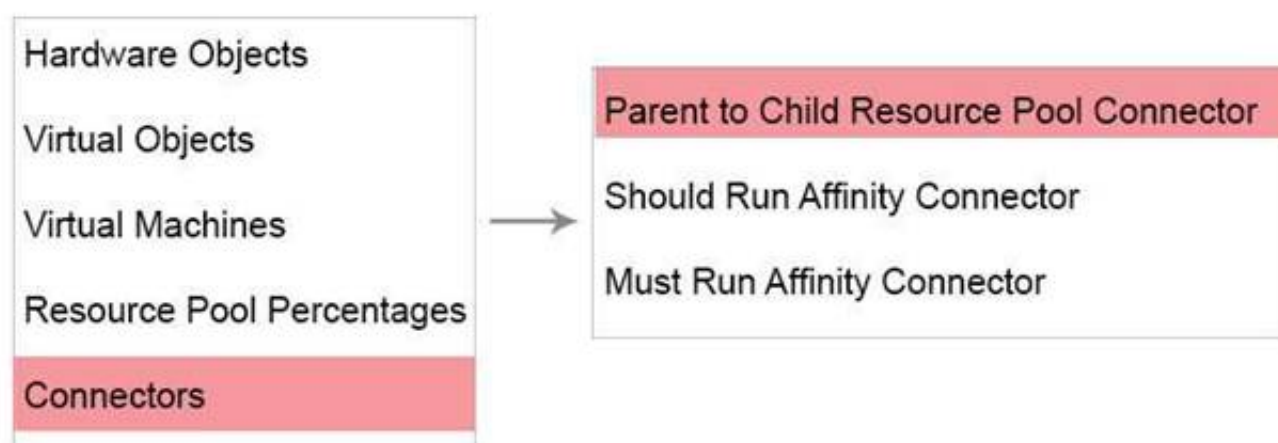 Hardware Objects
Virtual Objects
Virtual Machines
Resource Pool Percentages
Connectors
Parent to Child Resource Pool Connector
Should Run Affinity Connector
Must Run Affinity Connector